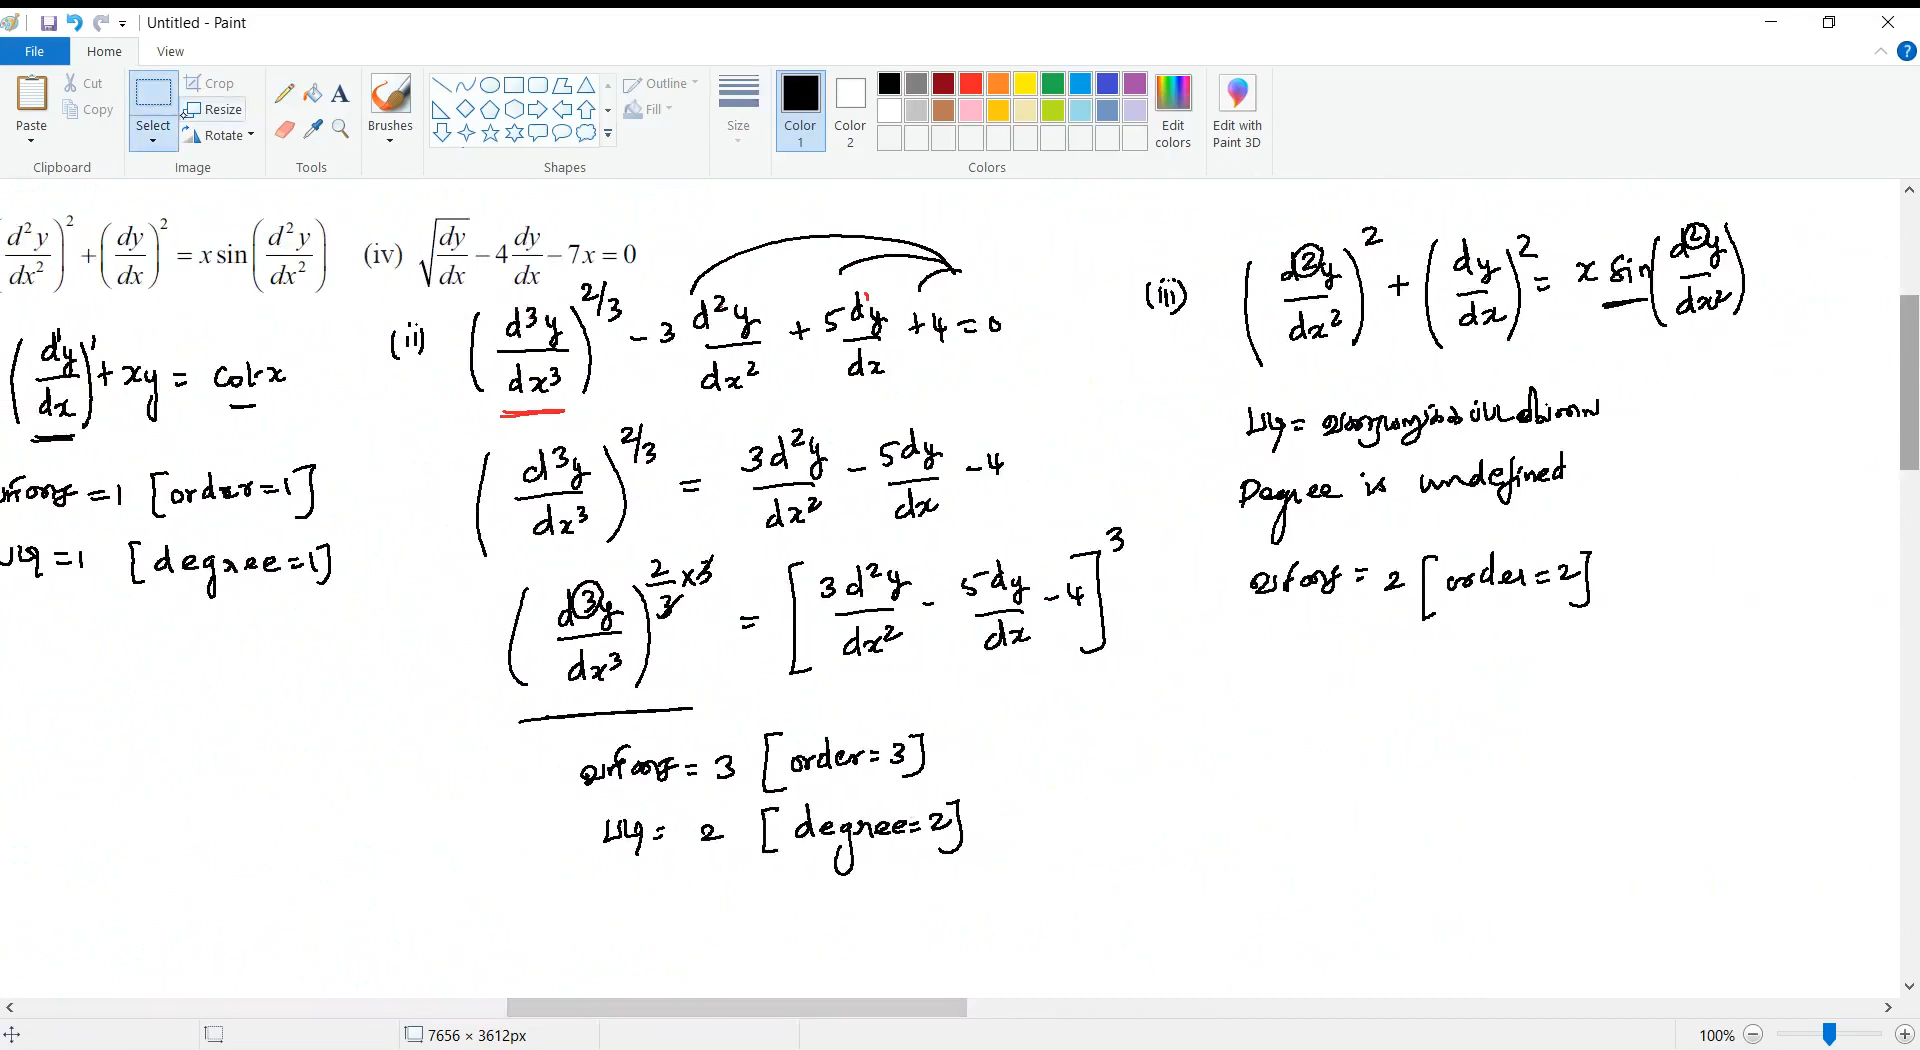 Untitled - Paint
File Home View
Paste
Cut
Copy
Clipboard
Select
Crop
Resize
Rotate
Image
A
Tools
Brushes
Shapes
Outline
Fill
Size
Color 1
Color 2
Edit colors
Edit with Paint 3D
Colors
(d²y/dx²)² + (dy/dx)² = x sin(d²y/dx²) (iv) √(dy/dx) − 4 dy/dx − 7x = 0
(dy/dx)¹ + xy = cot x
=1 [order=1]
படி =1 [degree=1]
(ii) (d³y/dx³)^2/3 − 3 d²y/dx² + 5 dy/dx + 4 = 0
(d³y/dx³)^2/3 = 3d²y/dx² − 5dy/dx − 4
(d³y/dx³)^2/3×3 = [3d²y/dx² − 5dy/dx − 4]³
வரிசை = 3 [order=3]
படி = 2 [degree=2]
(iii) (d²y/dx²)² + (dy/dx)² = x sin(d²y/dx²)
படி =
Degree is undefined
வரிசை = 2 [order=2]
7656 × 3612px
100%